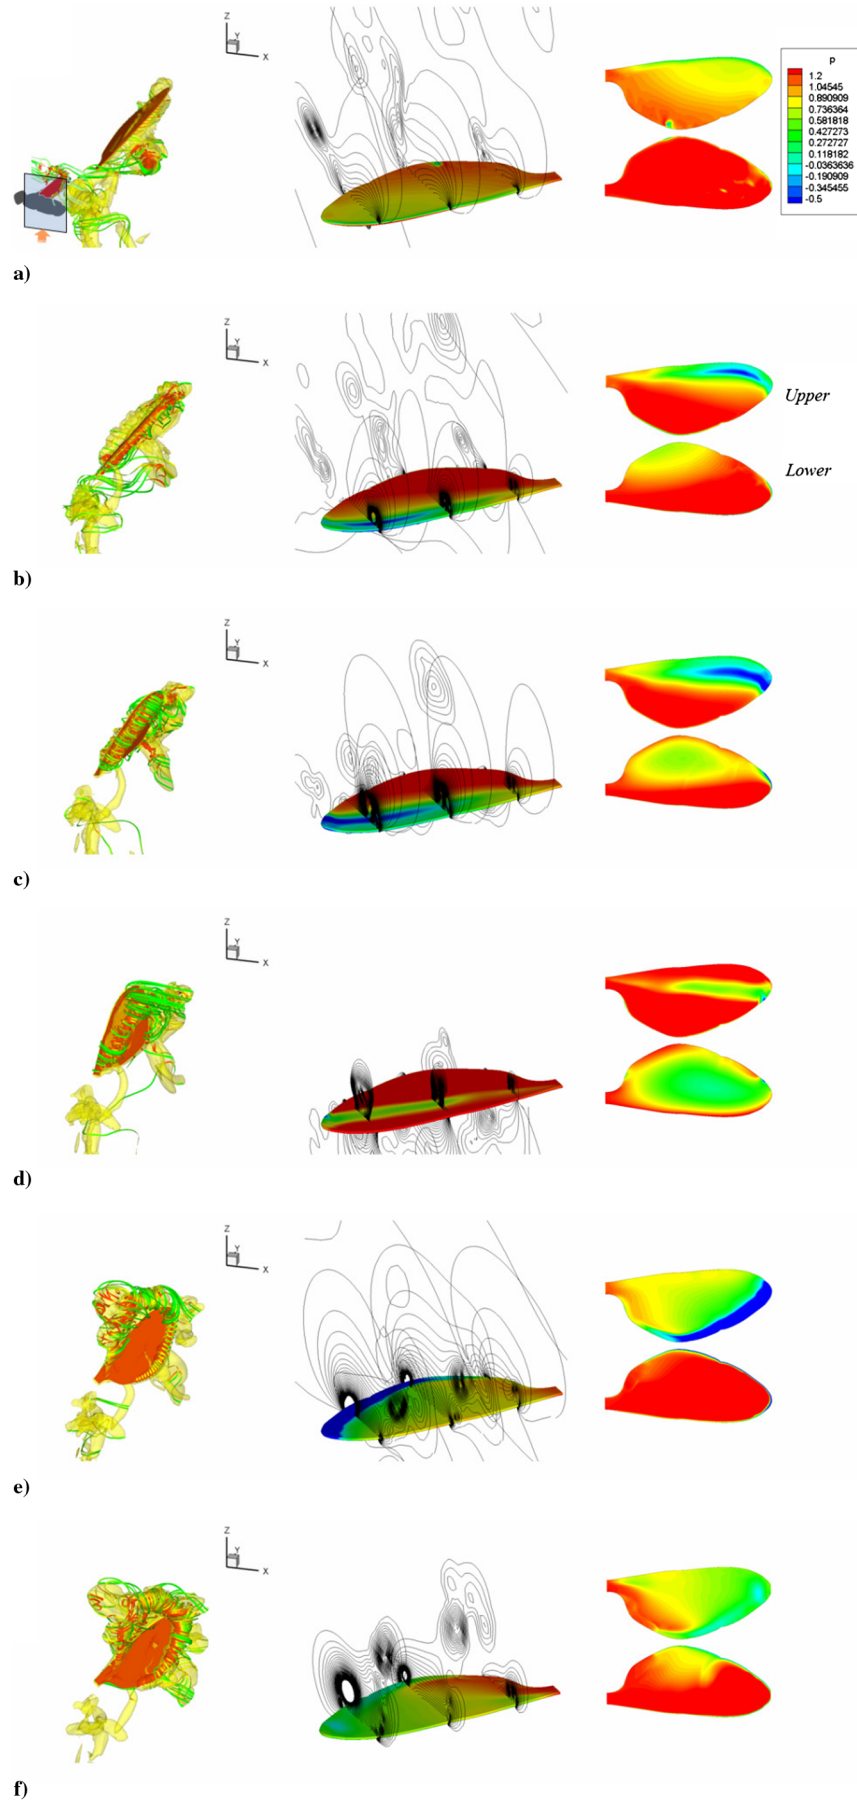 Z
Y
X
P
1.2
1.04545
0.890909
0.736364
0.581818
0.427273
0.272727
0.118182
-0.0363636
-0.190909
-0.345455
-0.5
a)
Z
Y
X
Upper
Lower
b)
Z
Y
X
c)
Z
Y
X
d)
Z
Y
X
e)
Z
Y
X
f)